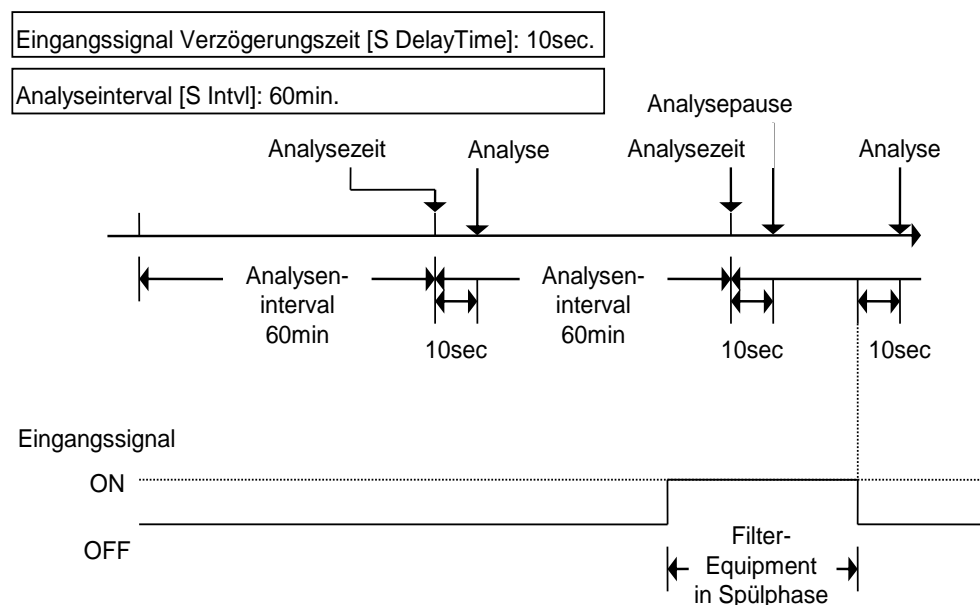 Eingangssignal Verzögerungszeit [S DelayTime]: 10sec.
Analyseinterval [S Intvl]: 60min.
Analysepause
Analysezeit
Analyse
Analysezeit
Analyse
Analysen-
interval
60min
10sec
Analysen-
interval
60min
10sec
10sec
Eingangssignal
ON
OFF
Filter-
Equipment
in Spülphase